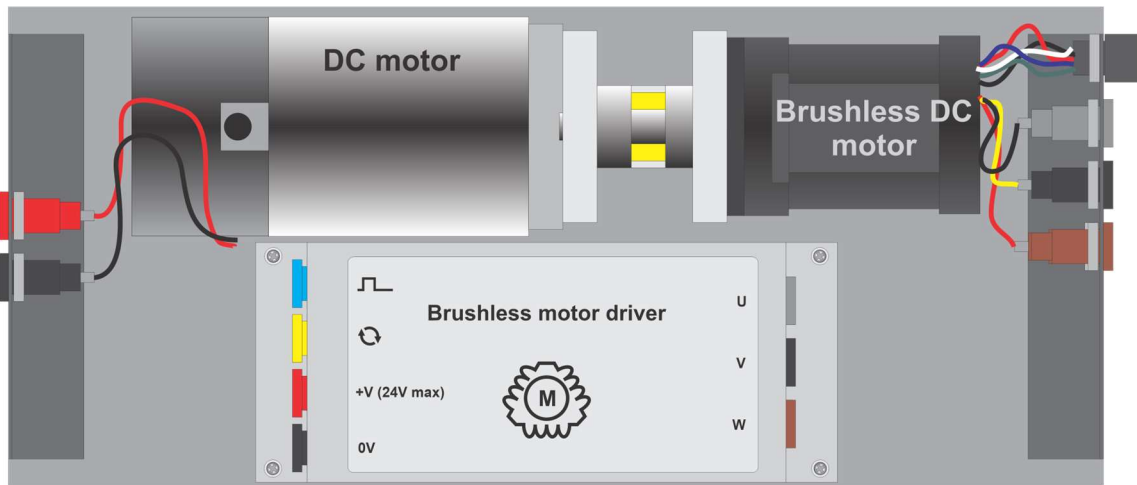 DC motor
Brushless DC
motor
Brushless motor driver
U
V
+V (24V max)
M
W
0V